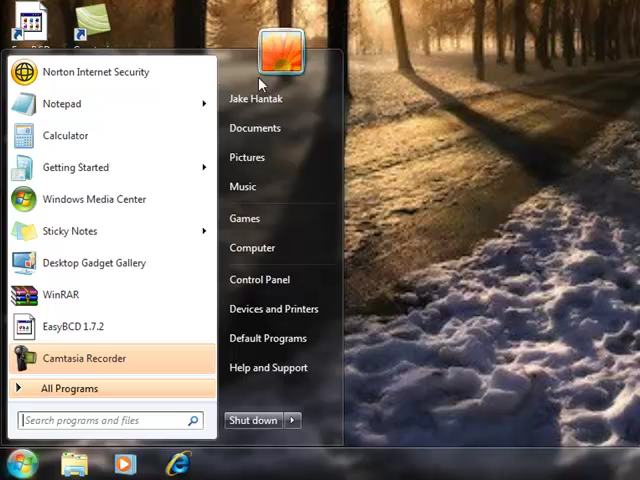 EasyBCD
Norton Internet Security
Notepad
Calculator
Getting Started
Windows Media Center
Sticky Notes
Desktop Gadget Gallery
WinRAR
EasyBCD 1.7.2
Camtasia Recorder
All Programs
Search programs and files
Jake Hantak
Documents
Pictures
Music
Games
Computer
Control Panel
Devices and Printers
Default Programs
Help and Support
Shut down